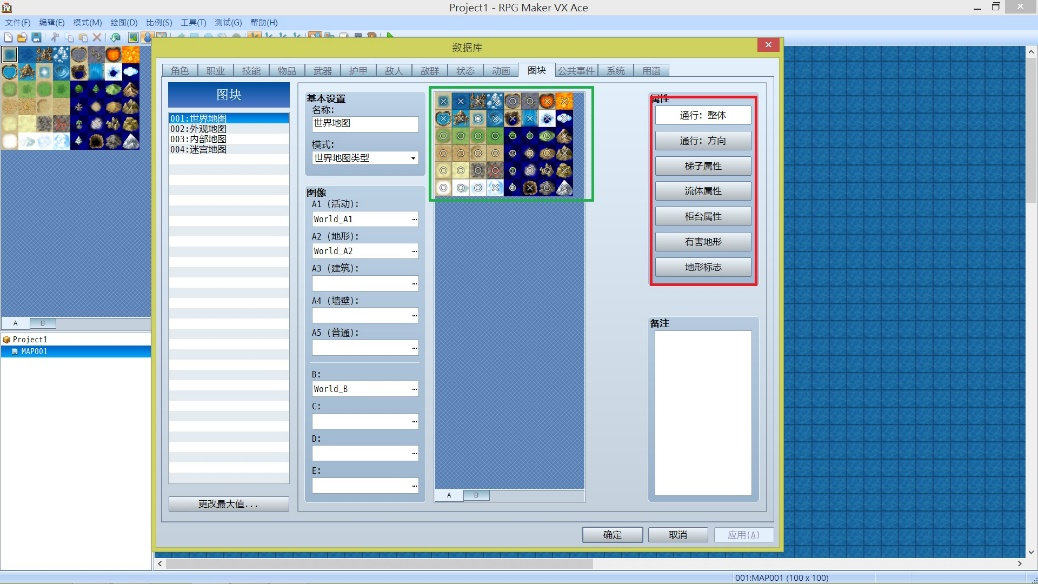 Project1 - RPG Maker VX Ace
文件(F) 编辑(E) 模式(M) 绘图(D) 比例(S) 工具(T) 测试(G) 帮助(H)
数据库
角色 职业 技能 物品 武器 护甲 敌人 敌群 状态 动画 图块 公共事件 系统 用语
图块
001:世界地图
002:外观地图
003:内部地图
004:迷宫地图
更改最大值...
基本设置
名称:
世界地图
模式:
世界地图类型
图像
A1 (活动):
World_A1
A2 (地形):
World_A2
A3 (建筑):
A4 (墙壁):
A5 (普通):
B:
World_B
C:
D:
E:
A B
属性
通行: 整体
通行: 方向
梯子属性
流体属性
柜台属性
有害地形
地形标志
备注
确定 取消 应用(A)
A B
Project1
MAP001
001:MAP001 (100 x 100)